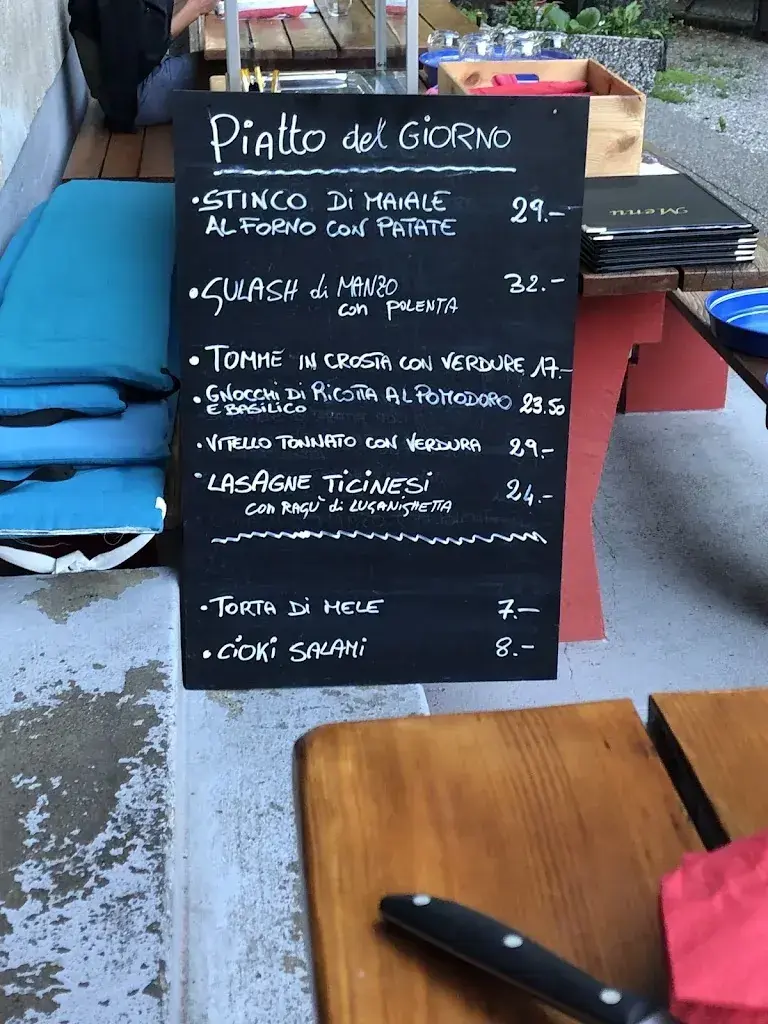 Piatto del GIORNO
• STINCO DI MAIALE 29.–
AL FORNO CON PATATE
• GULASH di MANZO 32.–
con POLENTA
• TOMME IN CROSTA CON VERDURE 17.–
• GNOCCHI DI RICOTTA AL POMODORO 23.50
E BASILICO
• VITELLO TONNATO CON VERDURA 29.–
• LASAGNE TICINESI 24.–
con RAGÙ di LUGANIGHETTA
• TORTA DI MELE 7.–
• CIOKI SALAMI 8.–
Menu